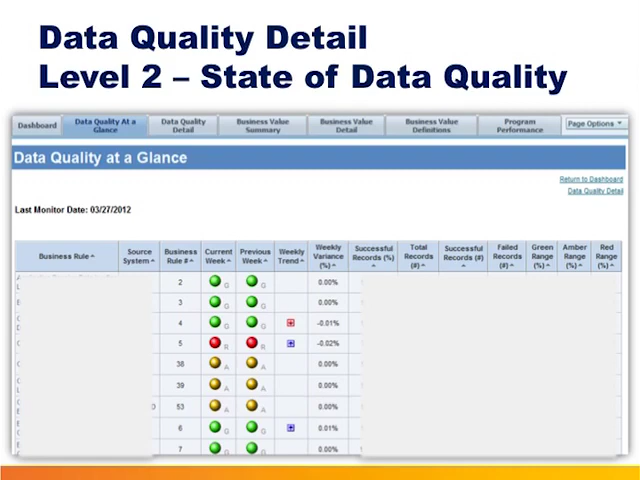 Data Quality Detail
Level 2 – State of Data Quality
Dashboard Data Quality At a Glance Data Quality Detail Business Value Summary Business Value Detail Business Value Definitions Program Performance Page Options
Data Quality at a Glance
Return to Dashboard
Data Quality Detail
Last Monitor Date: 03/27/2012
Business Rule Source System Business Rule # Current Week Previous Week Weekly Trend Weekly Variance (%) Successful Records (%) Total Records (#) Successful Records (#) Failed Records (#) Green Range (%) Amber Range (%) Red Range (%)
2 G G 0.00%
3 G G 0.00%
4 G G -0.01%
5 R R -0.02%
38 A A 0.00%
39 A A 0.00%
53 A A 0.00%
6 G G 0.01%
7 G G 0.00%